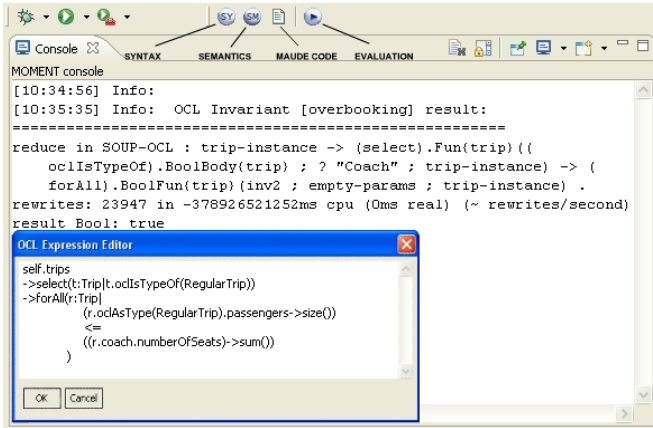 SY SM
SYNTAX SEMANTICS MAUDE CODE EVALUATION
Console
MOMENT console
[10:34:56] Info:
[10:35:35] Info:  OCL Invariant [overbooking] result:
=======================================================
reduce in SOUP-OCL : trip-instance -> (select).Fun{trip}((
oclIsTypeOf).BoolBody{trip} ; ? "Coach" ; trip-instance) -> (
forAll).BoolFun{trip}(inv2 ; empty-params ; trip-instance) .
rewrites: 23947 in -378926521252ms cpu (0ms real) (~ rewrites/second)
result Bool: true
OCL Expression Editor
self.trips
->select(t:Trip|t.oclIsTypeOf(RegularTrip))
->forAll(r:Trip|
(r.oclAsType(RegularTrip).passengers->size())
<=
((r.coach.numberOfSeats)->sum())
)
OK Cancel